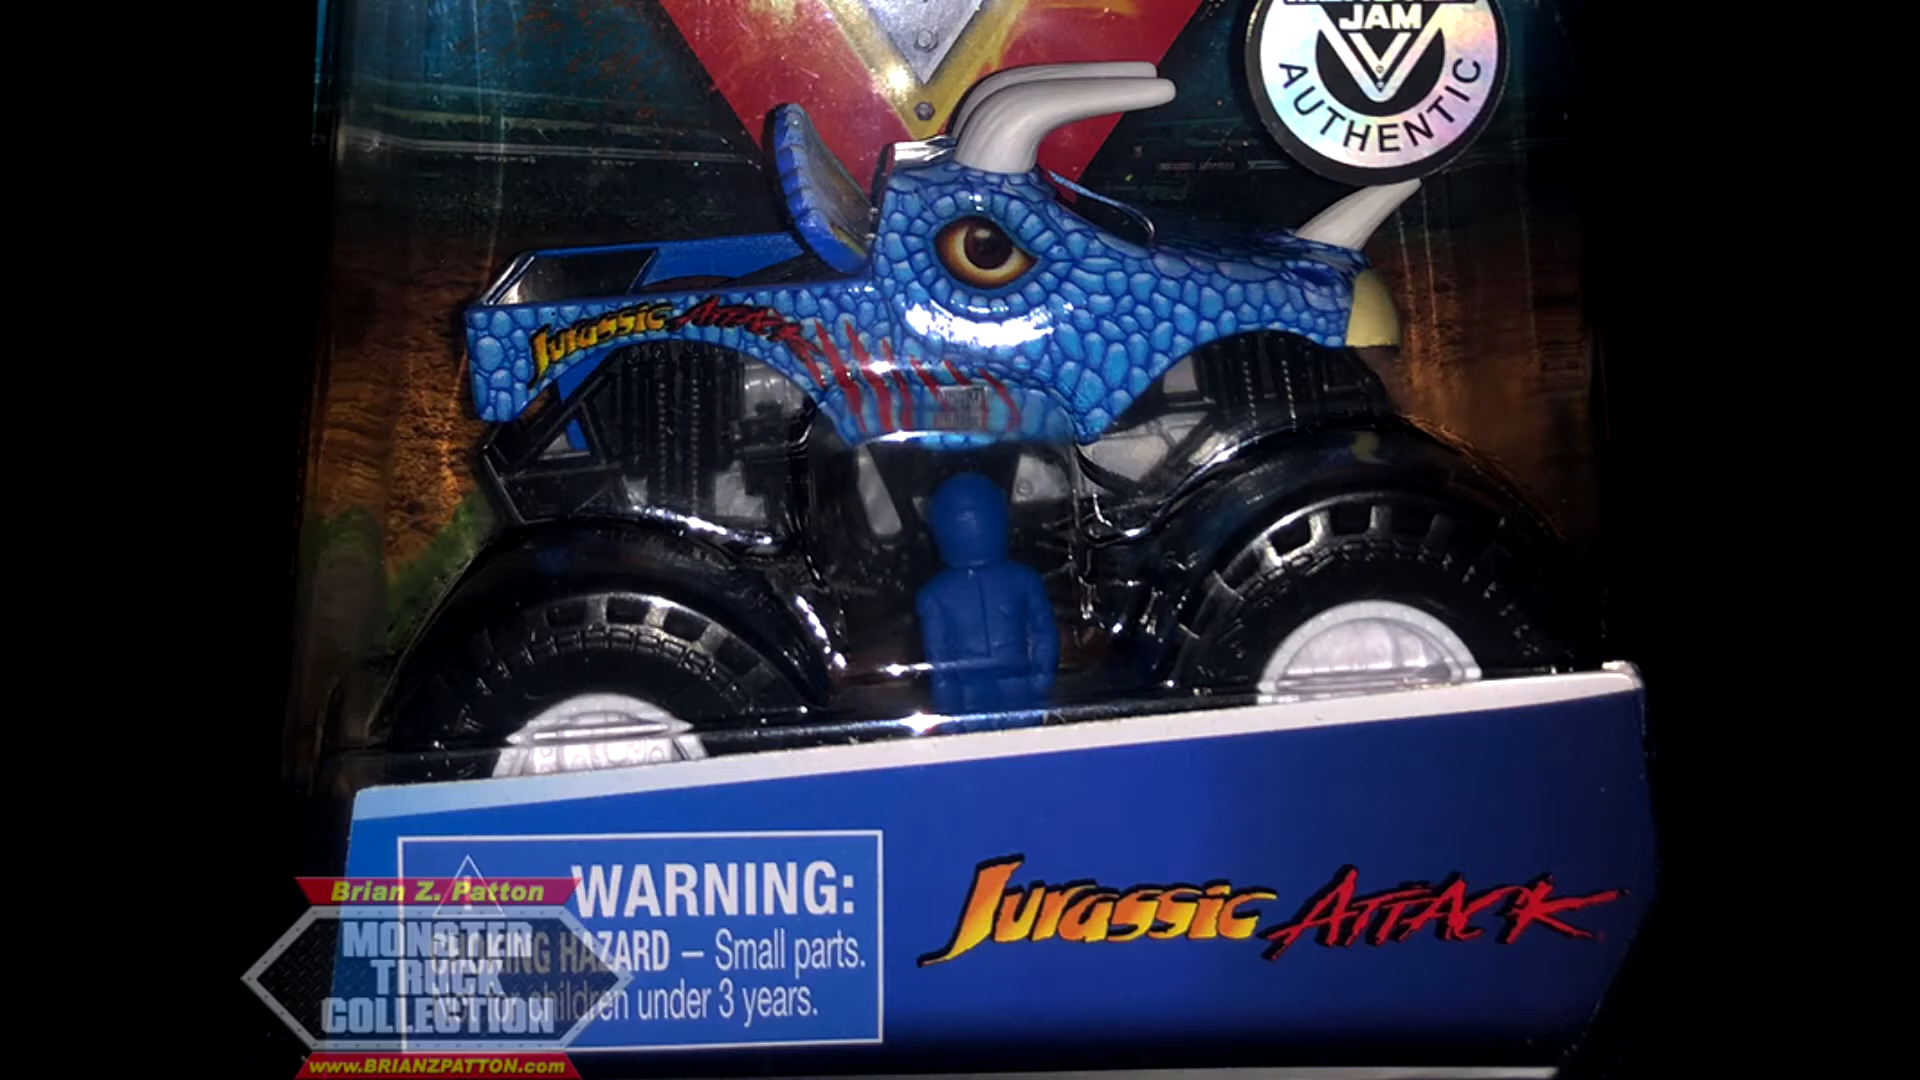 JAM
AUTHENTIC
Jurassic Attack
WARNING:
HAZARD – Small parts.
children under 3 years.
Jurassic Attack
Brian Z. Patton
MONSTER
TRUCK
COLLECTION
www.BRIANZPATTON.com